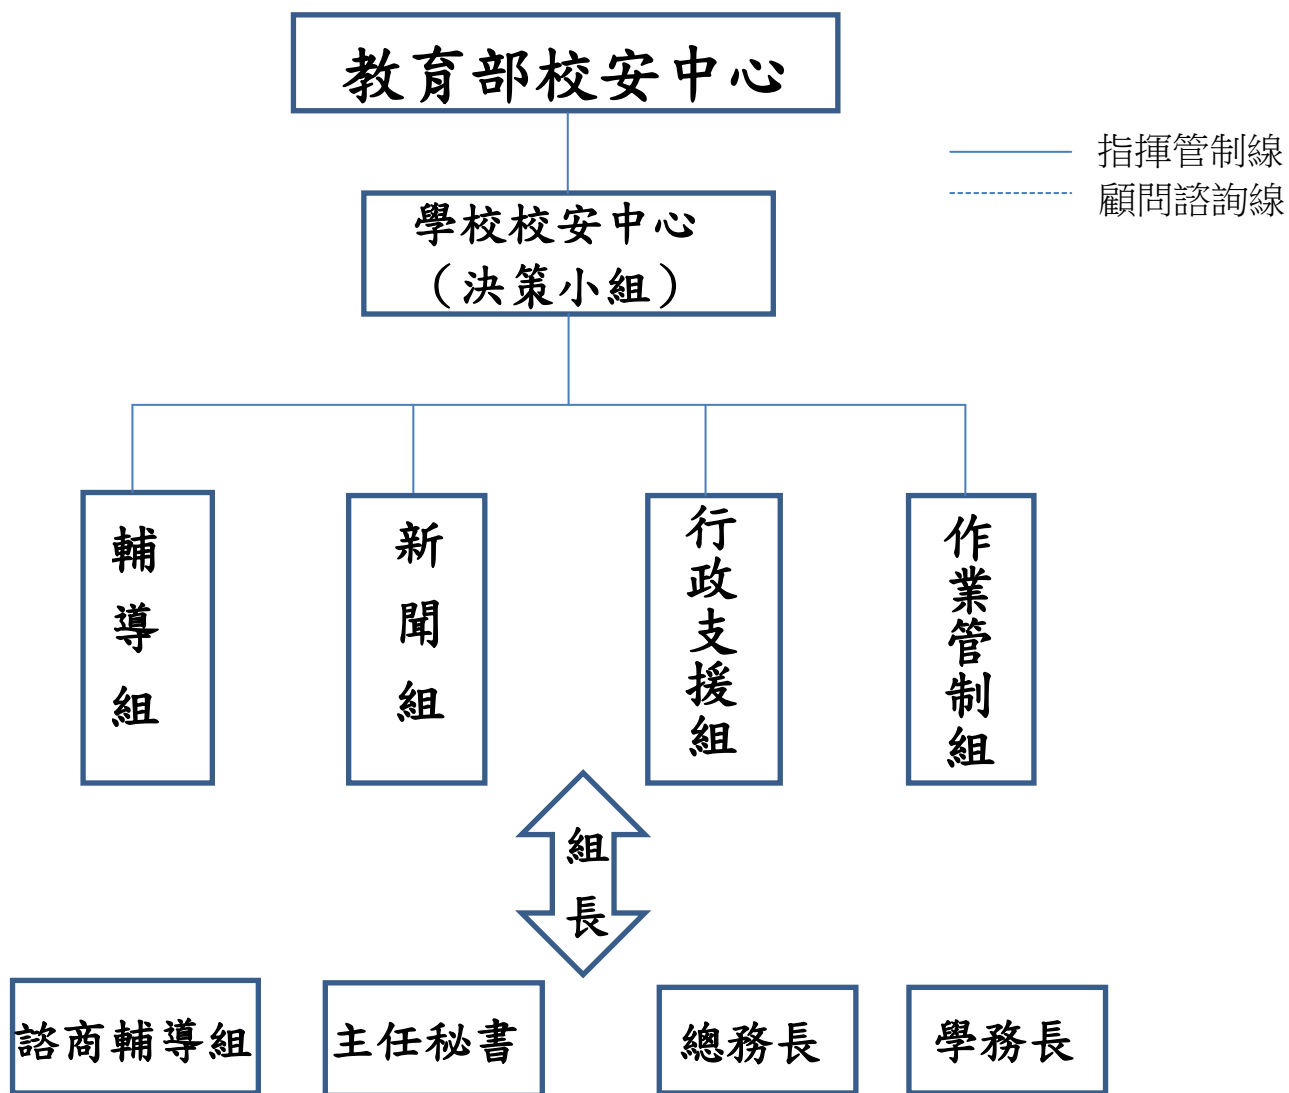 教育部校安中心
指揮管制線
顧問諮詢線
學校校安中心
（決策小組）
輔導組
新聞組
行政支援組
作業管制組
組長
諮商輔導組
主任秘書
總務長
學務長